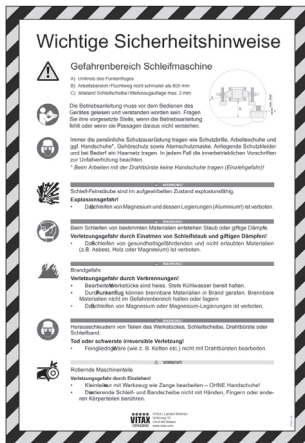 Wichtige Sicherheitshinweise
Gefahrenbereich Schleifmaschine
A) Umkreis des Funkenfluges
B) Arbeitsbereich/Fluchtweg nicht schmaler als 800 mm
C) Abstand Schleifscheibe/Werkzeugauflage max. 2 mm
Die Betriebsanleitung muss vor dem Bedienen des
Gerätes gelesen und verstanden worden sein. Fragen
Sie ihre vorgesetzte Stelle, wenn die Betriebsanleitung
fehlt oder wenn sie Passagen daraus nicht verstehen.
Immer die persönliche Schutzausrüstung tragen wie Schutzbrille, Arbeitsschuhe und
ggf. Handschuhe*, Gehörschutz sowie Atemschutzmaske. Anliegende Schutzkleider
und bei Bedarf ein Haarnetz tragen. In jedem Fall die innerbetrieblichen Vorschriften
zur Unfallverhütung beachten.
* Beim Arbeiten mit der Drahtbürste keine Handschuhe tragen (Einziehgefahr)!
WARNUNG!
Schleif-Feinstäube sind im aufgewirbelten Zustand explosionsfähig.
Explosionsgefahr!
• Das Schleifen von Magnesium und dessen Legierungen (Aluminium!) ist verboten.
WARNUNG!
Beim Schleifen von bestimmten Materialien entstehen Staub oder giftige Dämpfe.
Verletzungsgefahr durch Einatmen von Schleifstaub und giftigen Dämpfen!
• Das Schleifen von gesundheitsgefährdenden und nicht erlaubten Materialien
(z.B. Asbest, Holz oder Magnesium) ist verboten.
WARNUNG!
Brandgefahr
Verletzungsgefahr durch Verbrennungen!
• Bearbeitete Werkstücke sind heiss. Stets Kühlwasser bereit halten.
• Durch Funkenflug können brennbare Materialien in Brand geraten. Brennbare
Materialien nicht im Gefahrenbereich halten oder lagern
• Das Schleifen von Magnesium oder Magnesium-Legierungen ist verboten.
WARNUNG!
Herausschleudern von Teilen des Werkstückes, Schleifscheibe, Drahtbürste oder
Schleifband.
Tod oder schwerste irreversible Verletzung!
• Feingliedrige Ware (wie z. B. Ketten etc.) nicht mit Drahtbürsten bearbeiten.
VORSICHT!
Rotierende Maschinenteile
Verletzungsgefahr durch Einziehen!
• Kleinteile nur mit Werkzeug wie Zange bearbeiten – OHNE Handschuhe!
• Die rotierende Schleif- und Bandscheibe nicht mit Händen, Fingern oder ande-
ren Körperteilen berühren.
VITAX